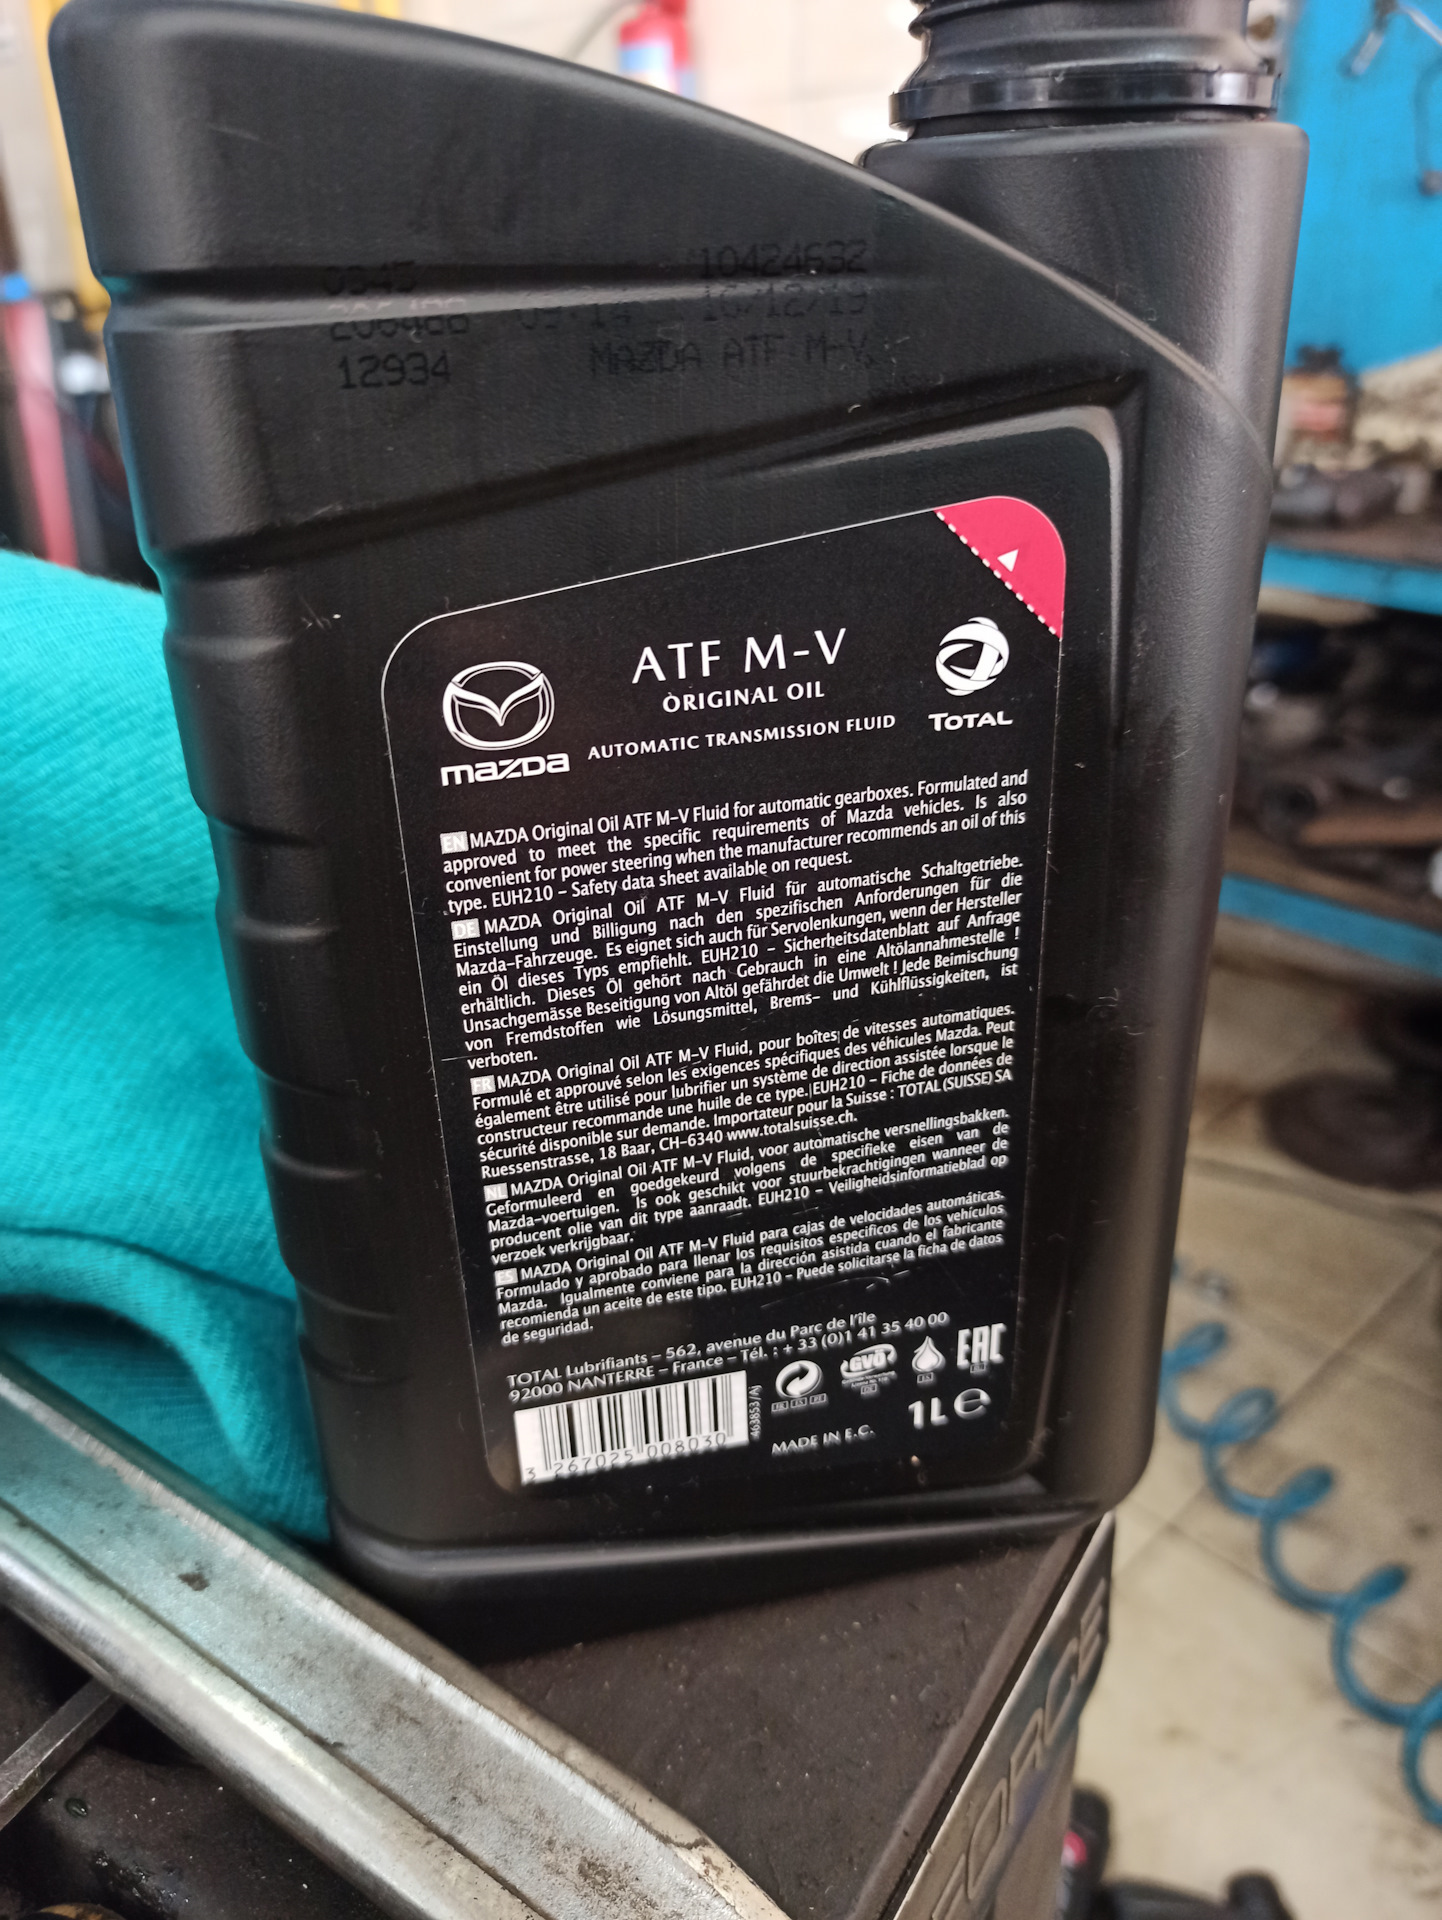 0345 10424632
206488 09:14 16/12/19
12934 MAZDA ATF M-V
ATF M-V
ORIGINAL OIL
AUTOMATIC TRANSMISSION FLUID
mazda
TOTAL
EN MAZDA Original Oil ATF M-V Fluid for automatic gearboxes. Formulated and
approved to meet the specific requirements of Mazda vehicles. Is also
convenient for power steering when the manufacturer recommends an oil of this
type. EUH210 – Safety data sheet available on request.
DE MAZDA Original Oil ATF M-V Fluid für automatische Schaltgetriebe.
Einstellung und Billigung nach den spezifischen Anforderungen für die
Mazda-Fahrzeuge. Es eignet sich auch für Servolenkungen, wenn der Hersteller
ein Öl dieses Typs empfiehlt. EUH210 – Sicherheitsdatenblatt auf Anfrage
erhältlich. Dieses Öl gehört nach Gebrauch in eine Altölannahmestelle !
Unsachgemässe Beseitigung von Altöl gefährdet die Umwelt ! Jede Beimischung
von Fremdstoffen wie Lösungsmittel, Brems- und Kühlflüssigkeiten, ist
verboten.
FR MAZDA Original Oil ATF M-V Fluid, pour boîtes de vitesses automatiques.
Formulé et approuvé selon les exigences spécifiques des véhicules Mazda. Peut
également être utilisé pour lubrifier un système de direction assistée lorsque le
constructeur recommande une huile de ce type. EUH210 – Fiche de données de
sécurité disponible sur demande. Importateur pour la Suisse : TOTAL (SUISSE) SA
Ruessenstrasse, 18 Baar, CH-6340 www.totalsuisse.ch.
NL MAZDA Original Oil ATF M-V Fluid, voor automatische versnellingsbakken.
Geformuleerd en goedgekeurd volgens de specifieke eisen van de
Mazda-voertuigen. Is ook geschikt voor stuurbekrachtigingen wanneer de
producent olie van dit type aanraadt. EUH210 – Veiligheidsinformatieblad op
verzoek verkrijgbaar.
ES MAZDA Original Oil ATF M-V Fluid para cajas de velocidades automáticas.
Formulado y aprobado para llenar los requisitos específicos de los vehículos
Mazda. Igualmente conviene para la dirección asistida cuando el fabricante
recomienda un aceite de este tipo. EUH210 – Puede solicitarse la ficha de datos
de seguridad.
TOTAL Lubrifiants – 562, avenue du Parc de l'île
92000 NANTERRE – France – Tél. : + 33 (0)1 41 35 40 00
GVÖ
EAC
463853/AJ
MADE IN E.C.
1L e
3 267025 008030
FORCE